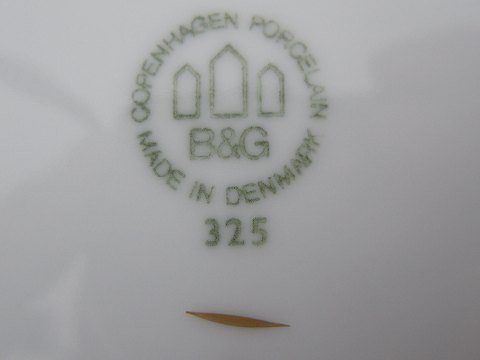 COPENHAGEN PORCELAIN
B&G
MADE IN DENMARK
325